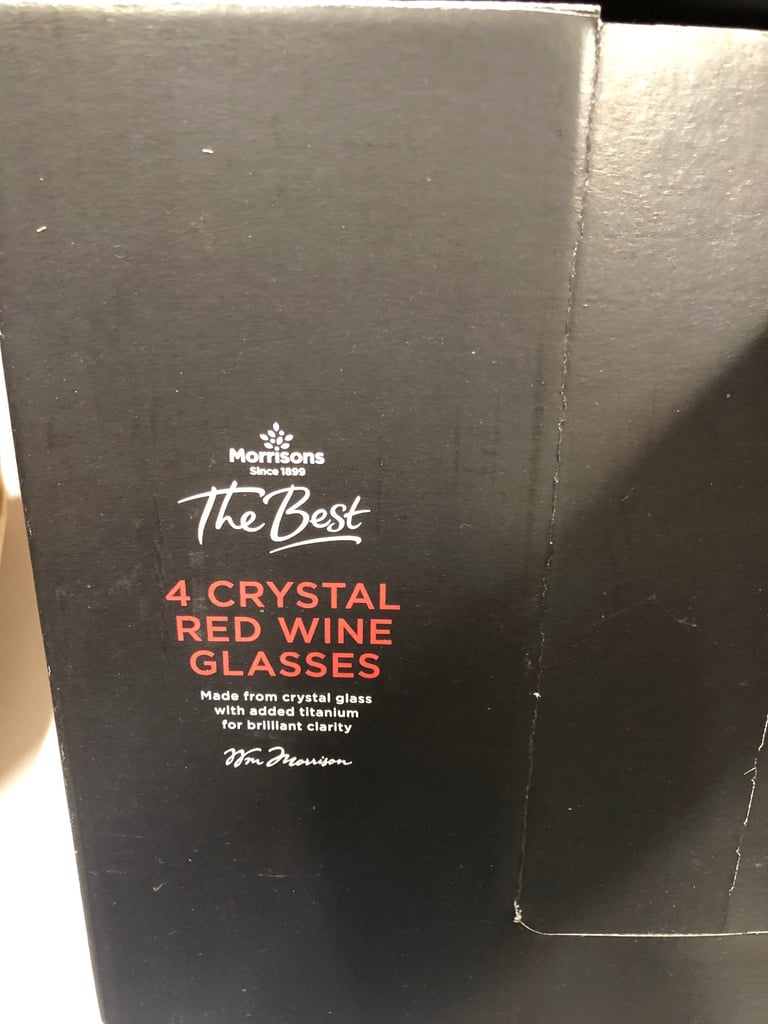 Morrisons
Since 1899
The Best
4 CRYSTAL
RED WINE
GLASSES
Made from crystal glass
with added titanium
for brilliant clarity
Wm Morrison